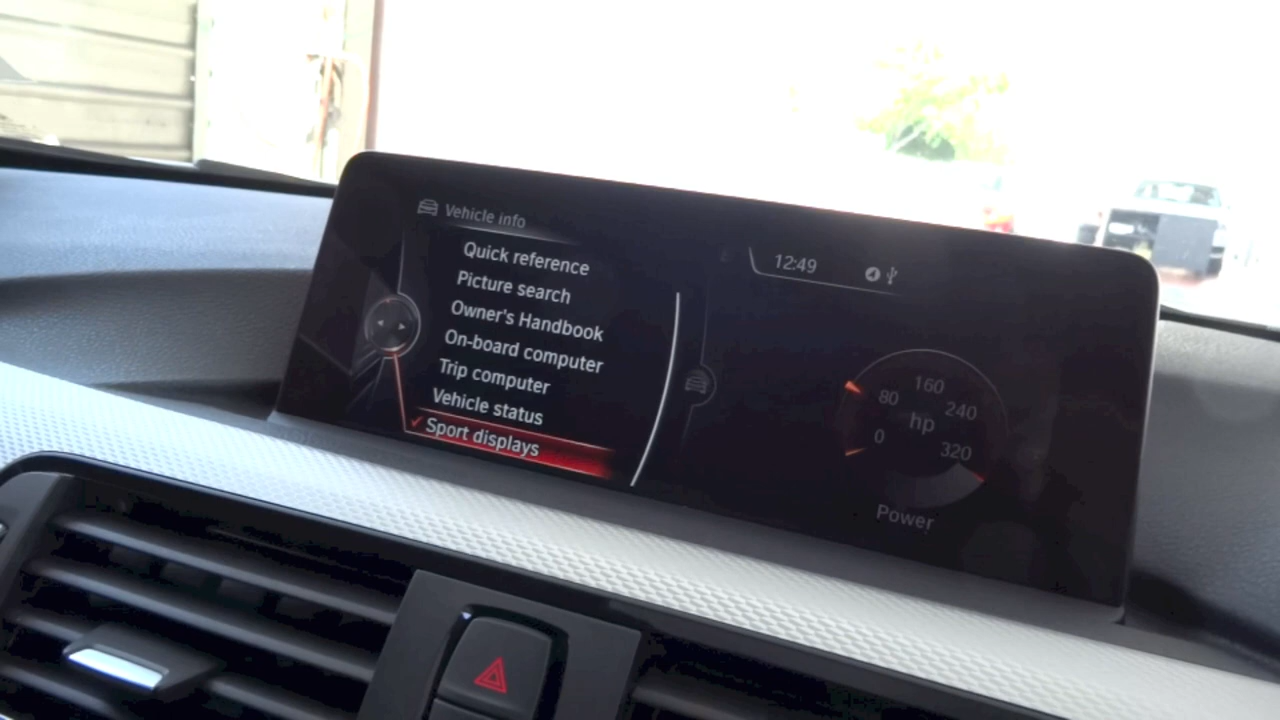 Vehicle info
Quick reference
Picture search
Owner's Handbook
On-board computer
Trip computer
Vehicle status
Sport displays
12:49
160
80
240
hp
0
320
Power